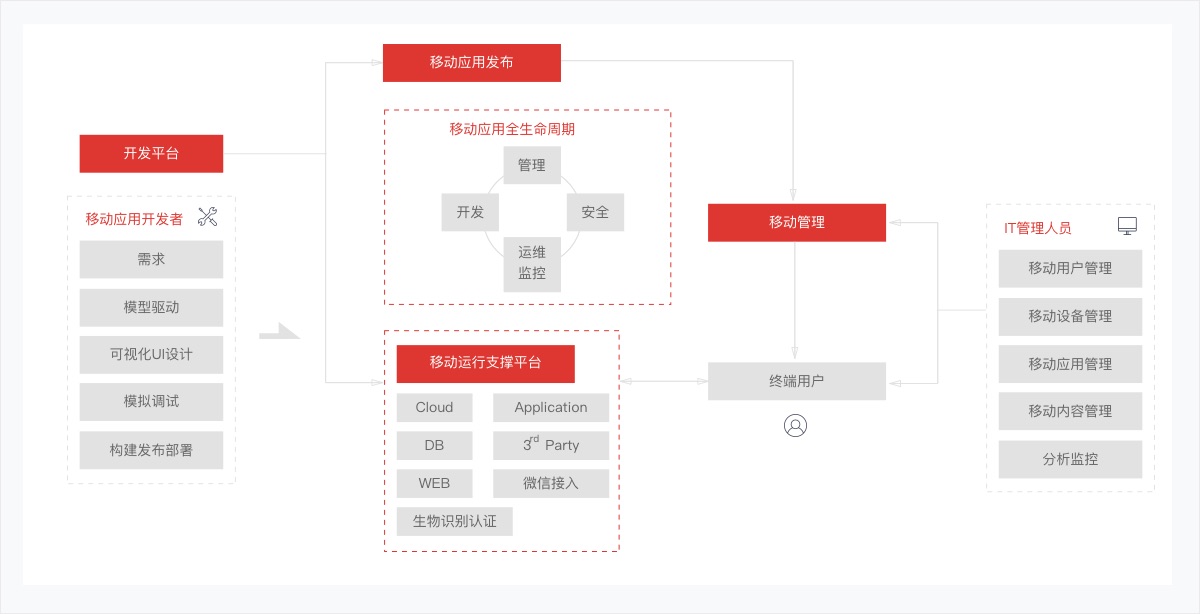 移动应用发布
开发平台
移动应用开发者
需求
模型驱动
可视化UI设计
模拟调试
构建发布部署
移动应用全生命周期
管理
开发
安全
运维
监控
移动运行支撑平台
Cloud
Application
DB
3rd Party
WEB
微信接入
生物识别认证
移动管理
终端用户
IT管理人员
移动用户管理
移动设备管理
移动应用管理
移动内容管理
分析监控